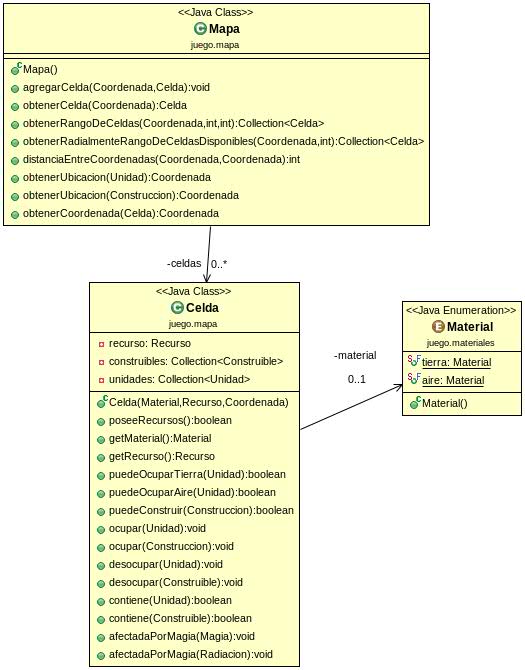 <<Java Class>>
Mapa
juego.mapa
Mapa()
agregarCelda(Coordenada,Celda):void
obtenerCelda(Coordenada):Celda
obtenerRangoDeCeldas(Coordenada,int,int):Collection<Celda>
obtenerRadialmenteRangoDeCeldasDisponibles(Coordenada,int):Collection<Celda>
distanciaEntreCoordenadas(Coordenada,Coordenada):int
obtenerUbicacion(Unidad):Coordenada
obtenerUbicacion(Construccion):Coordenada
obtenerCoordenada(Celda):Coordenada
-celdas 0..*
<<Java Class>>
Celda
juego.mapa
recurso: Recurso
construibles: Collection<Construible>
unidades: Collection<Unidad>
Celda(Material,Recurso,Coordenada)
poseeRecursos():boolean
getMaterial():Material
getRecurso():Recurso
puedeOcuparTierra(Unidad):boolean
puedeOcuparAire(Unidad):boolean
puedeConstruir(Construccion):boolean
ocupar(Unidad):void
ocupar(Construccion):void
desocupar(Unidad):void
desocupar(Construible):void
contiene(Unidad):boolean
contiene(Construible):boolean
afectadaPorMagia(Magia):void
afectadaPorMagia(Radiacion):void
-material
0..1
<<Java Enumeration>>
Material
juego.materiales
tierra: Material
aire: Material
Material()